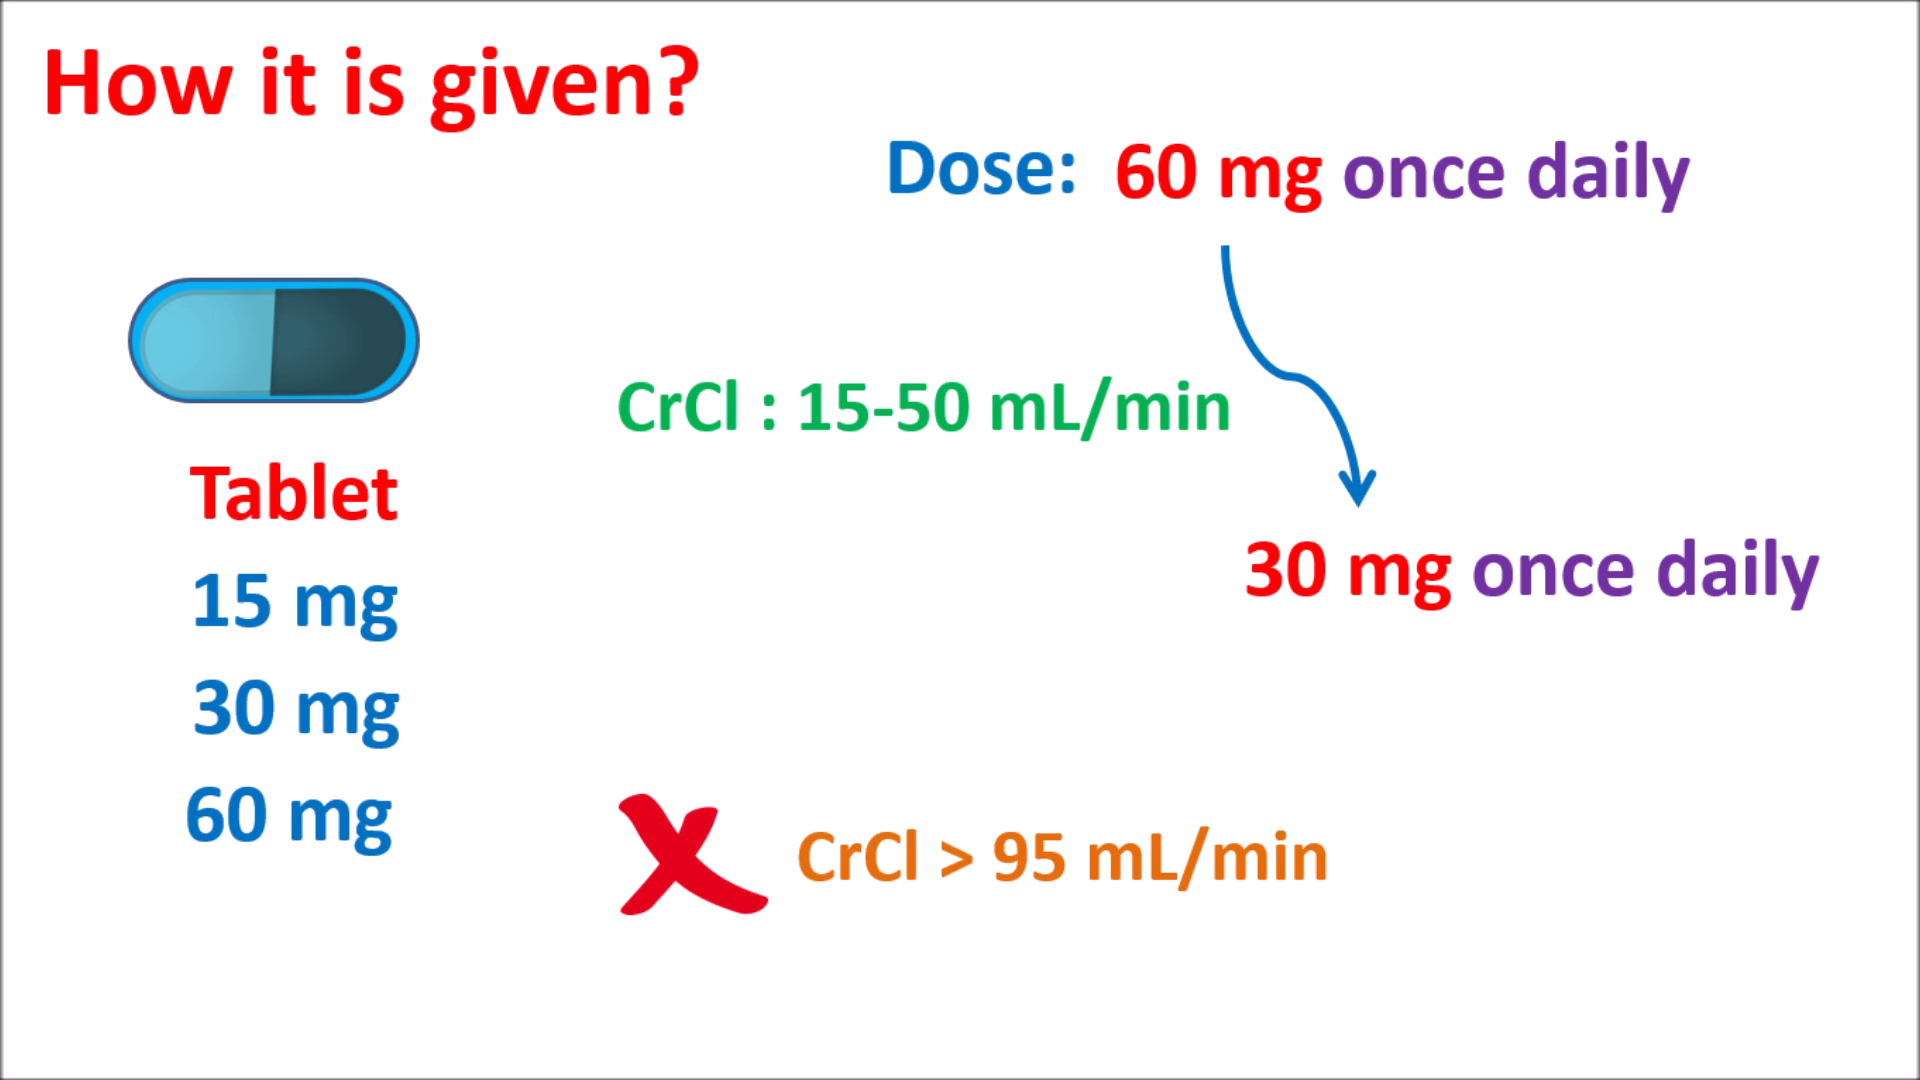 How it is given?
Dose: 60 mg once daily
CrCl : 15-50 mL/min
30 mg once daily
Tablet
15 mg
30 mg
60 mg
CrCl > 95 mL/min